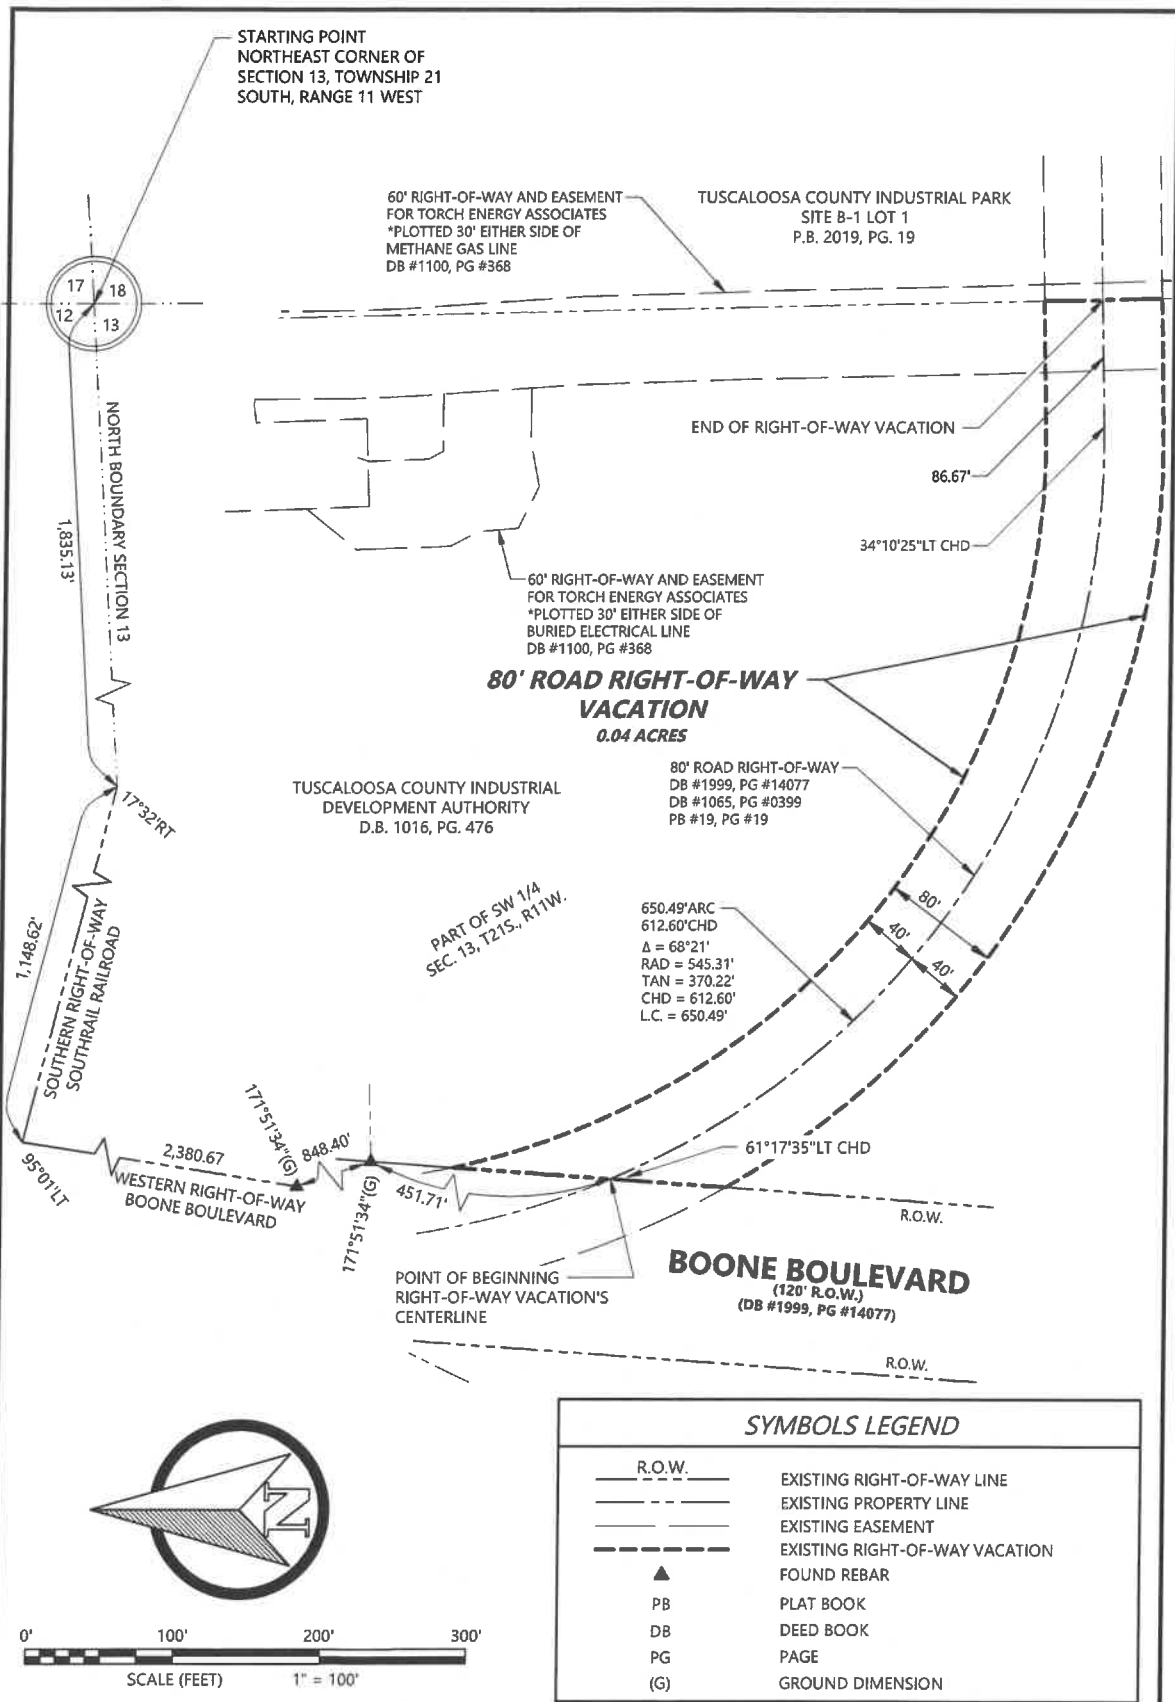 STARTING POINT
NORTHEAST CORNER OF
SECTION 13, TOWNSHIP 21
SOUTH, RANGE 11 WEST
60' RIGHT-OF-WAY AND EASEMENT
FOR TORCH ENERGY ASSOCIATES
*PLOTTED 30' EITHER SIDE OF
METHANE GAS LINE
DB #1100, PG #368
TUSCALOOSA COUNTY INDUSTRIAL PARK
SITE B-1 LOT 1
P.B. 2019, PG. 19
17 18
12 13
NORTH BOUNDARY SECTION 13
1,835.13'
END OF RIGHT-OF-WAY VACATION
86.67'
34°10'25"LT CHD
60' RIGHT-OF-WAY AND EASEMENT
FOR TORCH ENERGY ASSOCIATES
*PLOTTED 30' EITHER SIDE OF
BURIED ELECTRICAL LINE
DB #1100, PG #368
80' ROAD RIGHT-OF-WAY
VACATION
0.04 ACRES
80' ROAD RIGHT-OF-WAY
DB #1999, PG #14077
DB #1065, PG #0399
PB #19, PG #19
TUSCALOOSA COUNTY INDUSTRIAL
DEVELOPMENT AUTHORITY
D.B. 1016, PG. 476
17°32'RT
PART OF SW 1/4
SEC. 13, T21S., R11W.
650.49'ARC
612.60'CHD
Δ = 68°21'
RAD = 545.31'
TAN = 370.22'
CHD = 612.60'
L.C. = 650.49'
80'
40'
40'
1,148.62'
SOUTHERN RIGHT-OF-WAY
SOUTHRAIL RAILROAD
95°01'LT
2,380.67
WESTERN RIGHT-OF-WAY
BOONE BOULEVARD
171°51'34"(G)
848.40'
171°51'34"(G)
451.71'
61°17'35"LT CHD
R.O.W.
POINT OF BEGINNING
RIGHT-OF-WAY VACATION'S
CENTERLINE
BOONE BOULEVARD
(120' R.O.W.)
(DB #1999, PG #14077)
R.O.W.
N
0' 100' 200' 300'
SCALE (FEET) 1" = 100'
SYMBOLS LEGEND
R.O.W. EXISTING RIGHT-OF-WAY LINE
EXISTING PROPERTY LINE
EXISTING EASEMENT
EXISTING RIGHT-OF-WAY VACATION
FOUND REBAR
PB PLAT BOOK
DB DEED BOOK
PG PAGE
(G) GROUND DIMENSION